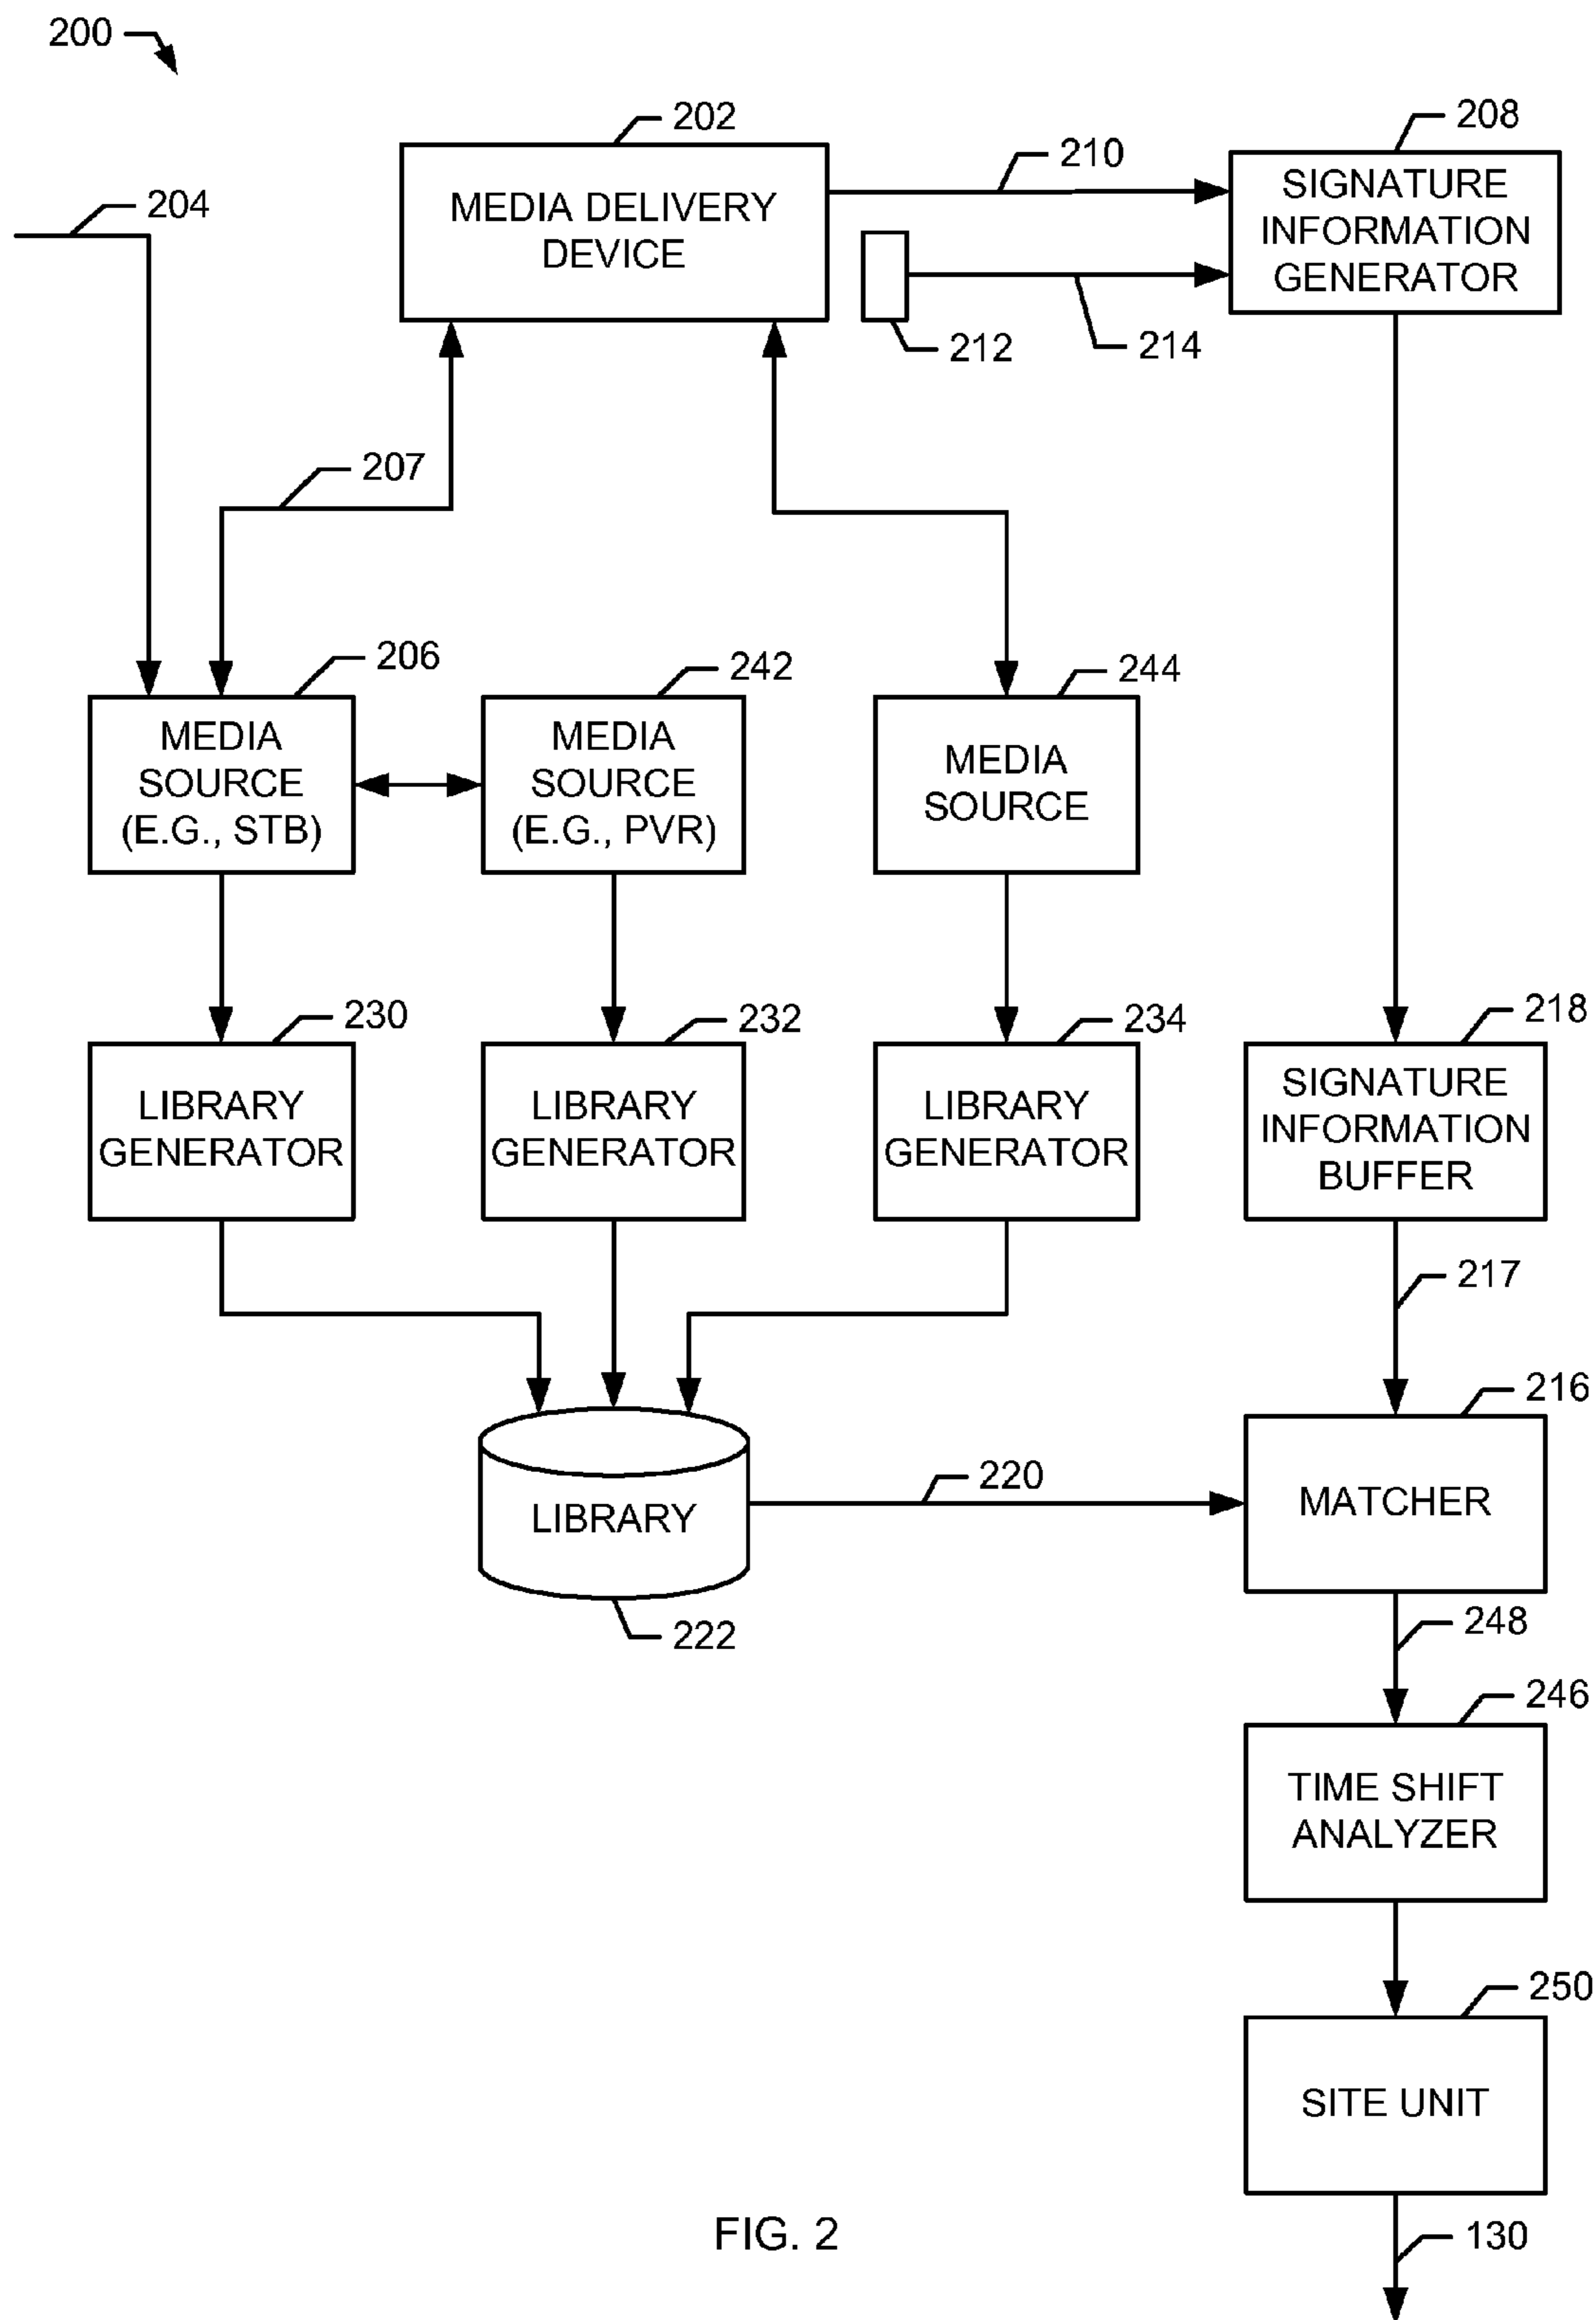 200
202
208
210
204
MEDIA DELIVERY
DEVICE
SIGNATURE
INFORMATION
GENERATOR
212
214
207
206
242
244
MEDIA
SOURCE
(E.G., STB)
MEDIA
SOURCE
(E.G., PVR)
MEDIA
SOURCE
230
232
234
218
LIBRARY
GENERATOR
LIBRARY
GENERATOR
LIBRARY
GENERATOR
SIGNATURE
INFORMATION
BUFFER
217
216
220
LIBRARY
MATCHER
222
248
246
TIME SHIFT
ANALYZER
250
SITE UNIT
FIG. 2
130